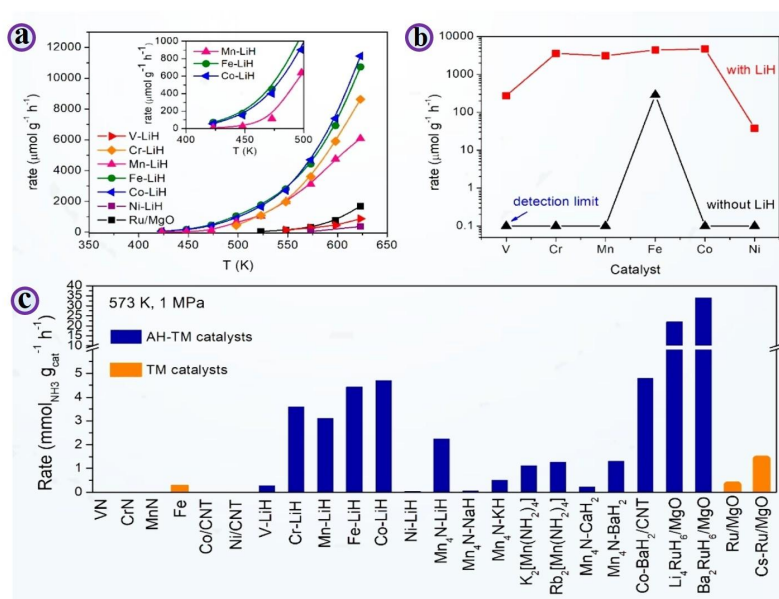 a
rate (μmol g⁻¹ h⁻¹)
12000
10000
8000
6000
4000
2000
0
350
400
450
500
550
600
650
T (K)
V-LiH
Cr-LiH
Mn-LiH
Fe-LiH
Co-LiH
Ni-LiH
Ru/MgO
rate (μmol g⁻¹ h⁻¹)
1000
800
600
400
200
0
400
450
500
T (K)
Mn-LiH
Fe-LiH
Co-LiH
b
rate (μmol g⁻¹ h⁻¹)
10000
1000
100
10
1
0.1
with LiH
detection limit
without LiH
V
Cr
Mn
Fe
Co
Ni
Catalyst
c
573 K, 1 MPa
AH-TM catalysts
TM catalysts
Rate (mmol_NH3 g_cat⁻¹ h⁻¹)
40
35
30
25
20
15
10
5
4
3
2
1
0
VN
CrN
MnN
Fe
Co/CNT
Ni/CNT
V-LiH
Cr-LiH
Mn-LiH
Fe-LiH
Co-LiH
Ni-LiH
Mn₄N-LiH
Mn₄N-NaH
Mn₄N-KH
K₂[Mn(NH₂)₄]
Rb₂[Mn(NH₂)₄]
Mn₄N-CaH₂
Mn₄N-BaH₂
Co-BaH₂/CNT
Li₄RuH₆/MgO
Ba₂RuH₆/MgO
Ru/MgO
Cs-Ru/MgO